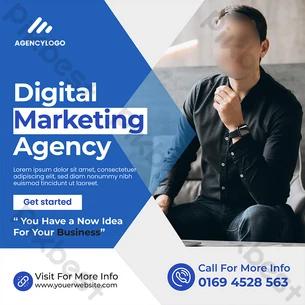 AGENCYLOGO
Digital
Marketing
Agency
Lorem ipsum dolor sit amet, consectetuer
adipiscing elit, sed diam nonummy nibh
euismod tincidunt ut laoreet
Get started
“ You Have a Now Idea
For Your Business”
Visit For More Info
www.youerwebsite.com
Call For More Info
0169 4528 563